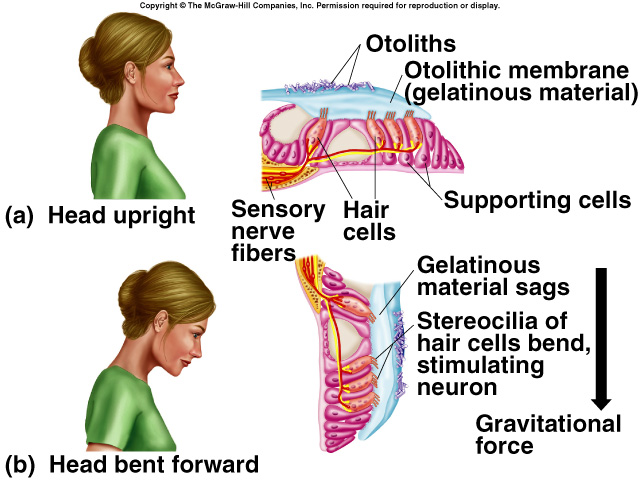 Copyright © The McGraw-Hill Companies, Inc. Permission required for reproduction or display.
Otoliths
Otolithic membrane
(gelatinous material)
Supporting cells
Sensory
nerve
fibers
Hair
cells
(a) Head upright
Gelatinous
material sags
Stereocilia of
hair cells bend,
stimulating
neuron
Gravitational
force
(b) Head bent forward